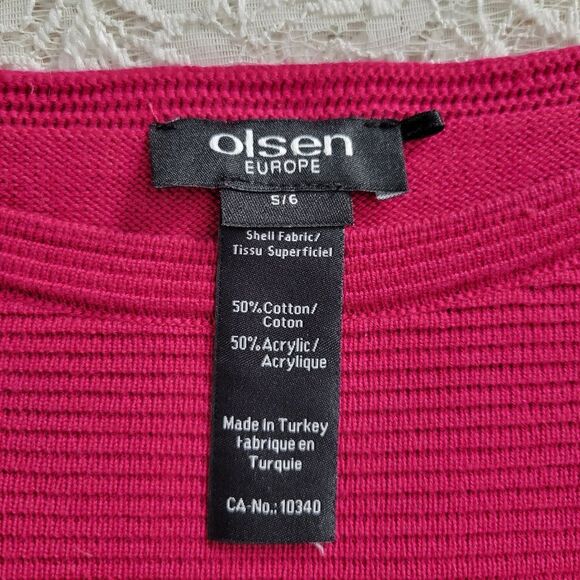 olsen
EUROPE
S/6
Shell Fabric/
Tissu Superficiel
50%Cotton/
Coton
50%Acrylic/
Acrylique
Made In Turkey
Fabrique en
Turquie
CA-No.: 10340